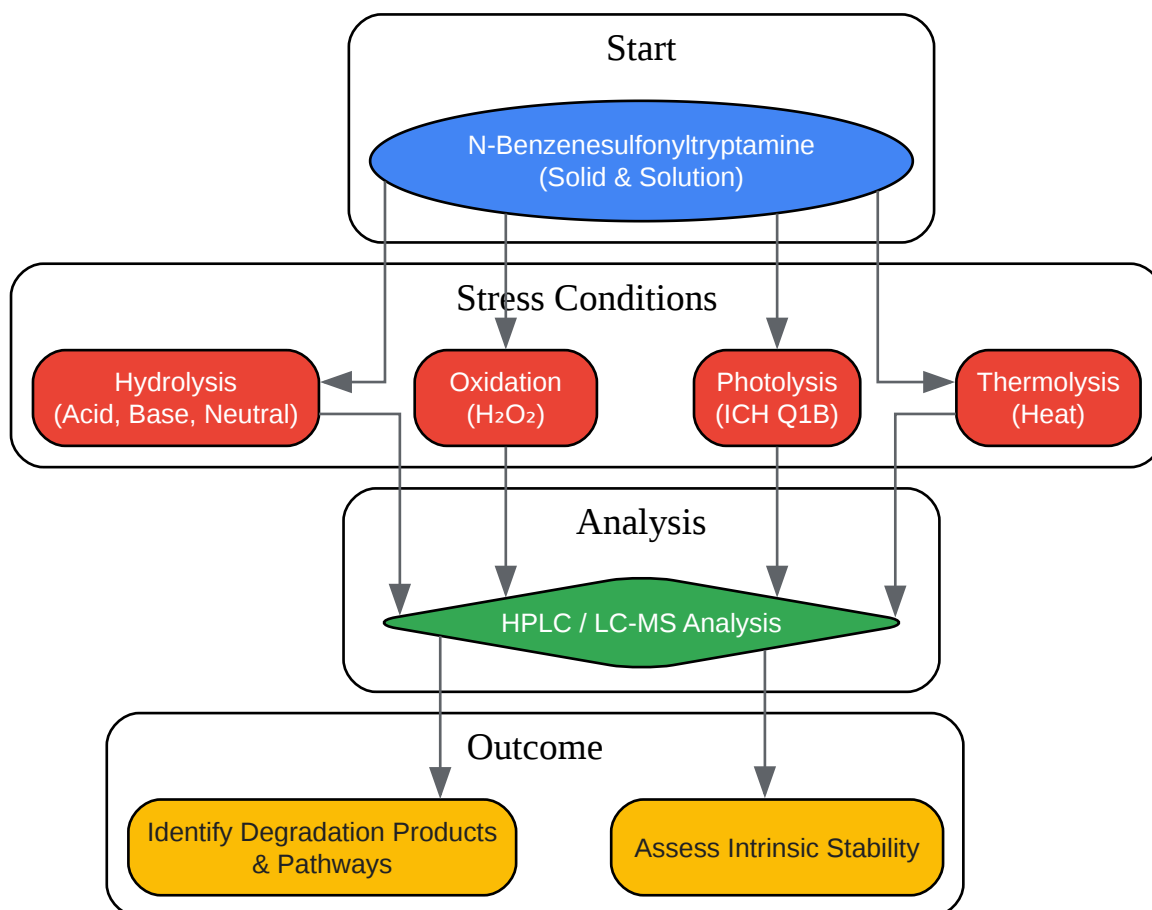 Start
N-Benzenesulfonyltryptamine
(Solid & Solution)
Stress Conditions
Hydrolysis
(Acid, Base, Neutral)
Oxidation
(H₂O₂)
Photolysis
(ICH Q1B)
Thermolysis
(Heat)
Analysis
HPLC / LC-MS Analysis
Outcome
Identify Degradation Products
& Pathways
Assess Intrinsic Stability